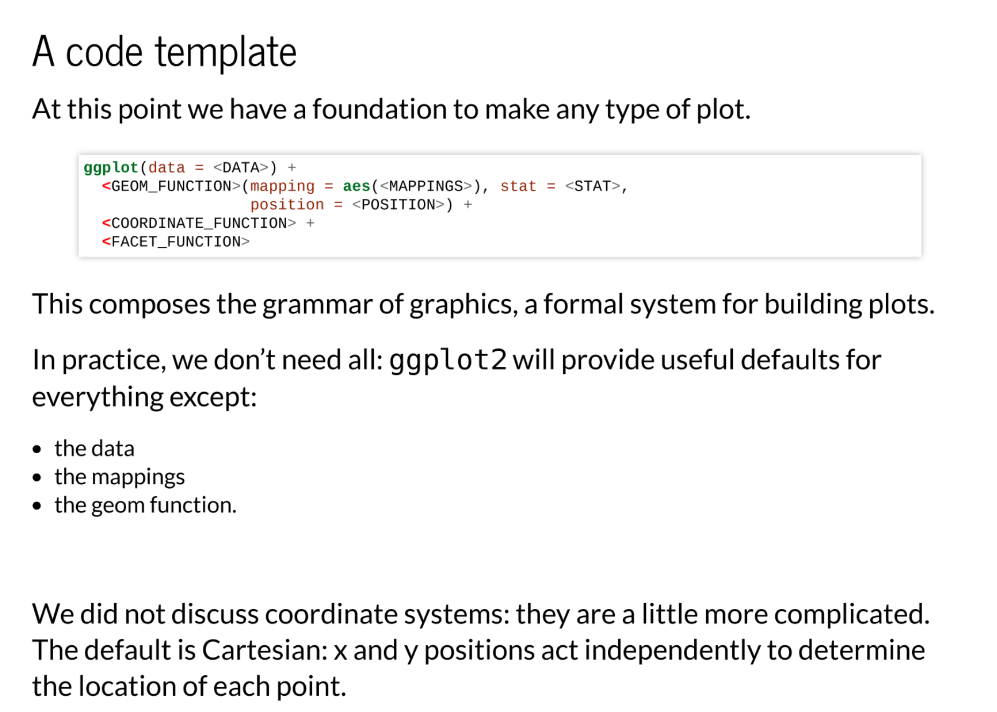 A code template
At this point we have a foundation to make any type of plot.
ggplot(data = <DATA>) +
  <GEOM_FUNCTION>(mapping = aes(<MAPPINGS>), stat = <STAT>,
                  position = <POSITION>) +
  <COORDINATE_FUNCTION> +
  <FACET_FUNCTION>
This composes the grammar of graphics, a formal system for building plots.
In practice, we don’t need all: ggplot2 will provide useful defaults for
everything except:
• the data
• the mappings
• the geom function.
We did not discuss coordinate systems: they are a little more complicated.
The default is Cartesian: x and y positions act independently to determine
the location of each point.